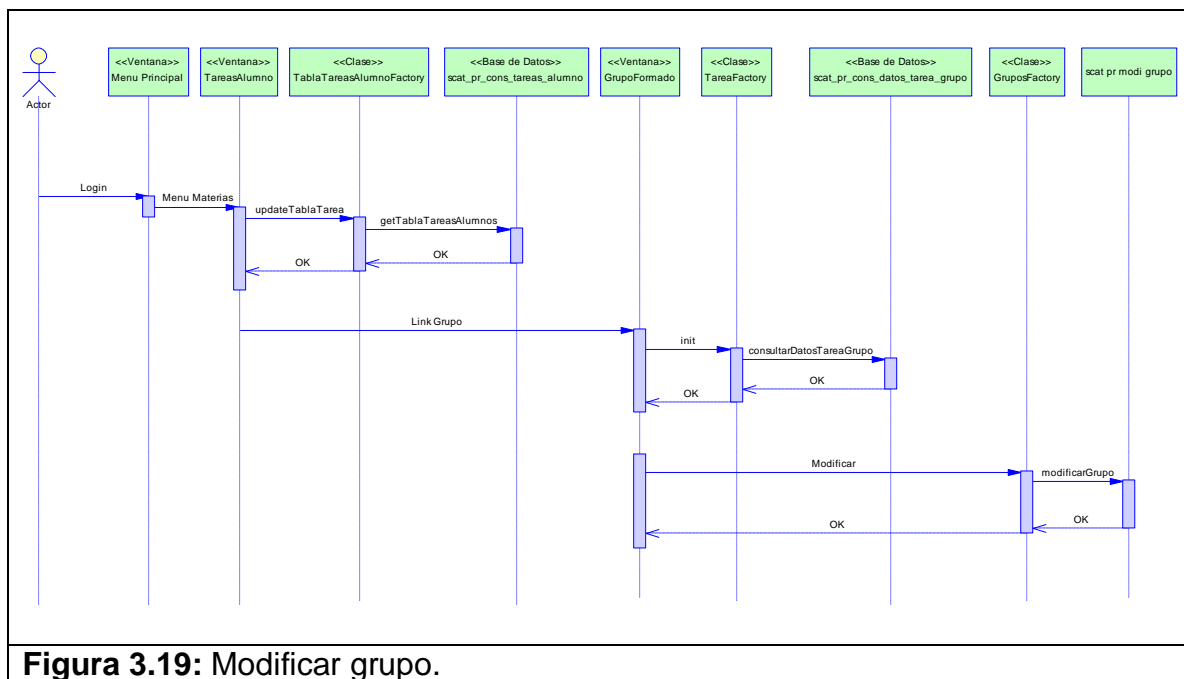 <<Ventana>>
Menu Principal
<<Ventana>>
TareasAlumno
<<Clase>>
TablaTareasAlumnoFactory
<<Base de Datos>>
scat_pr_cons_tareas_alumno
<<Ventana>>
GrupoFormado
<<Clase>>
TareaFactory
<<Base de Datos>>
scat_pr_cons_datos_tarea_grupo
<<Clase>>
GruposFactory
scat pr modi grupo
Actor
Login
Menu Materias
updateTablaTarea
getTablaTareasAlumnos
OK
OK
Link Grupo
init
consultarDatosTareaGrupo
OK
OK
Modificar
modificarGrupo
OK
OK
Figura 3.19: Modificar grupo.